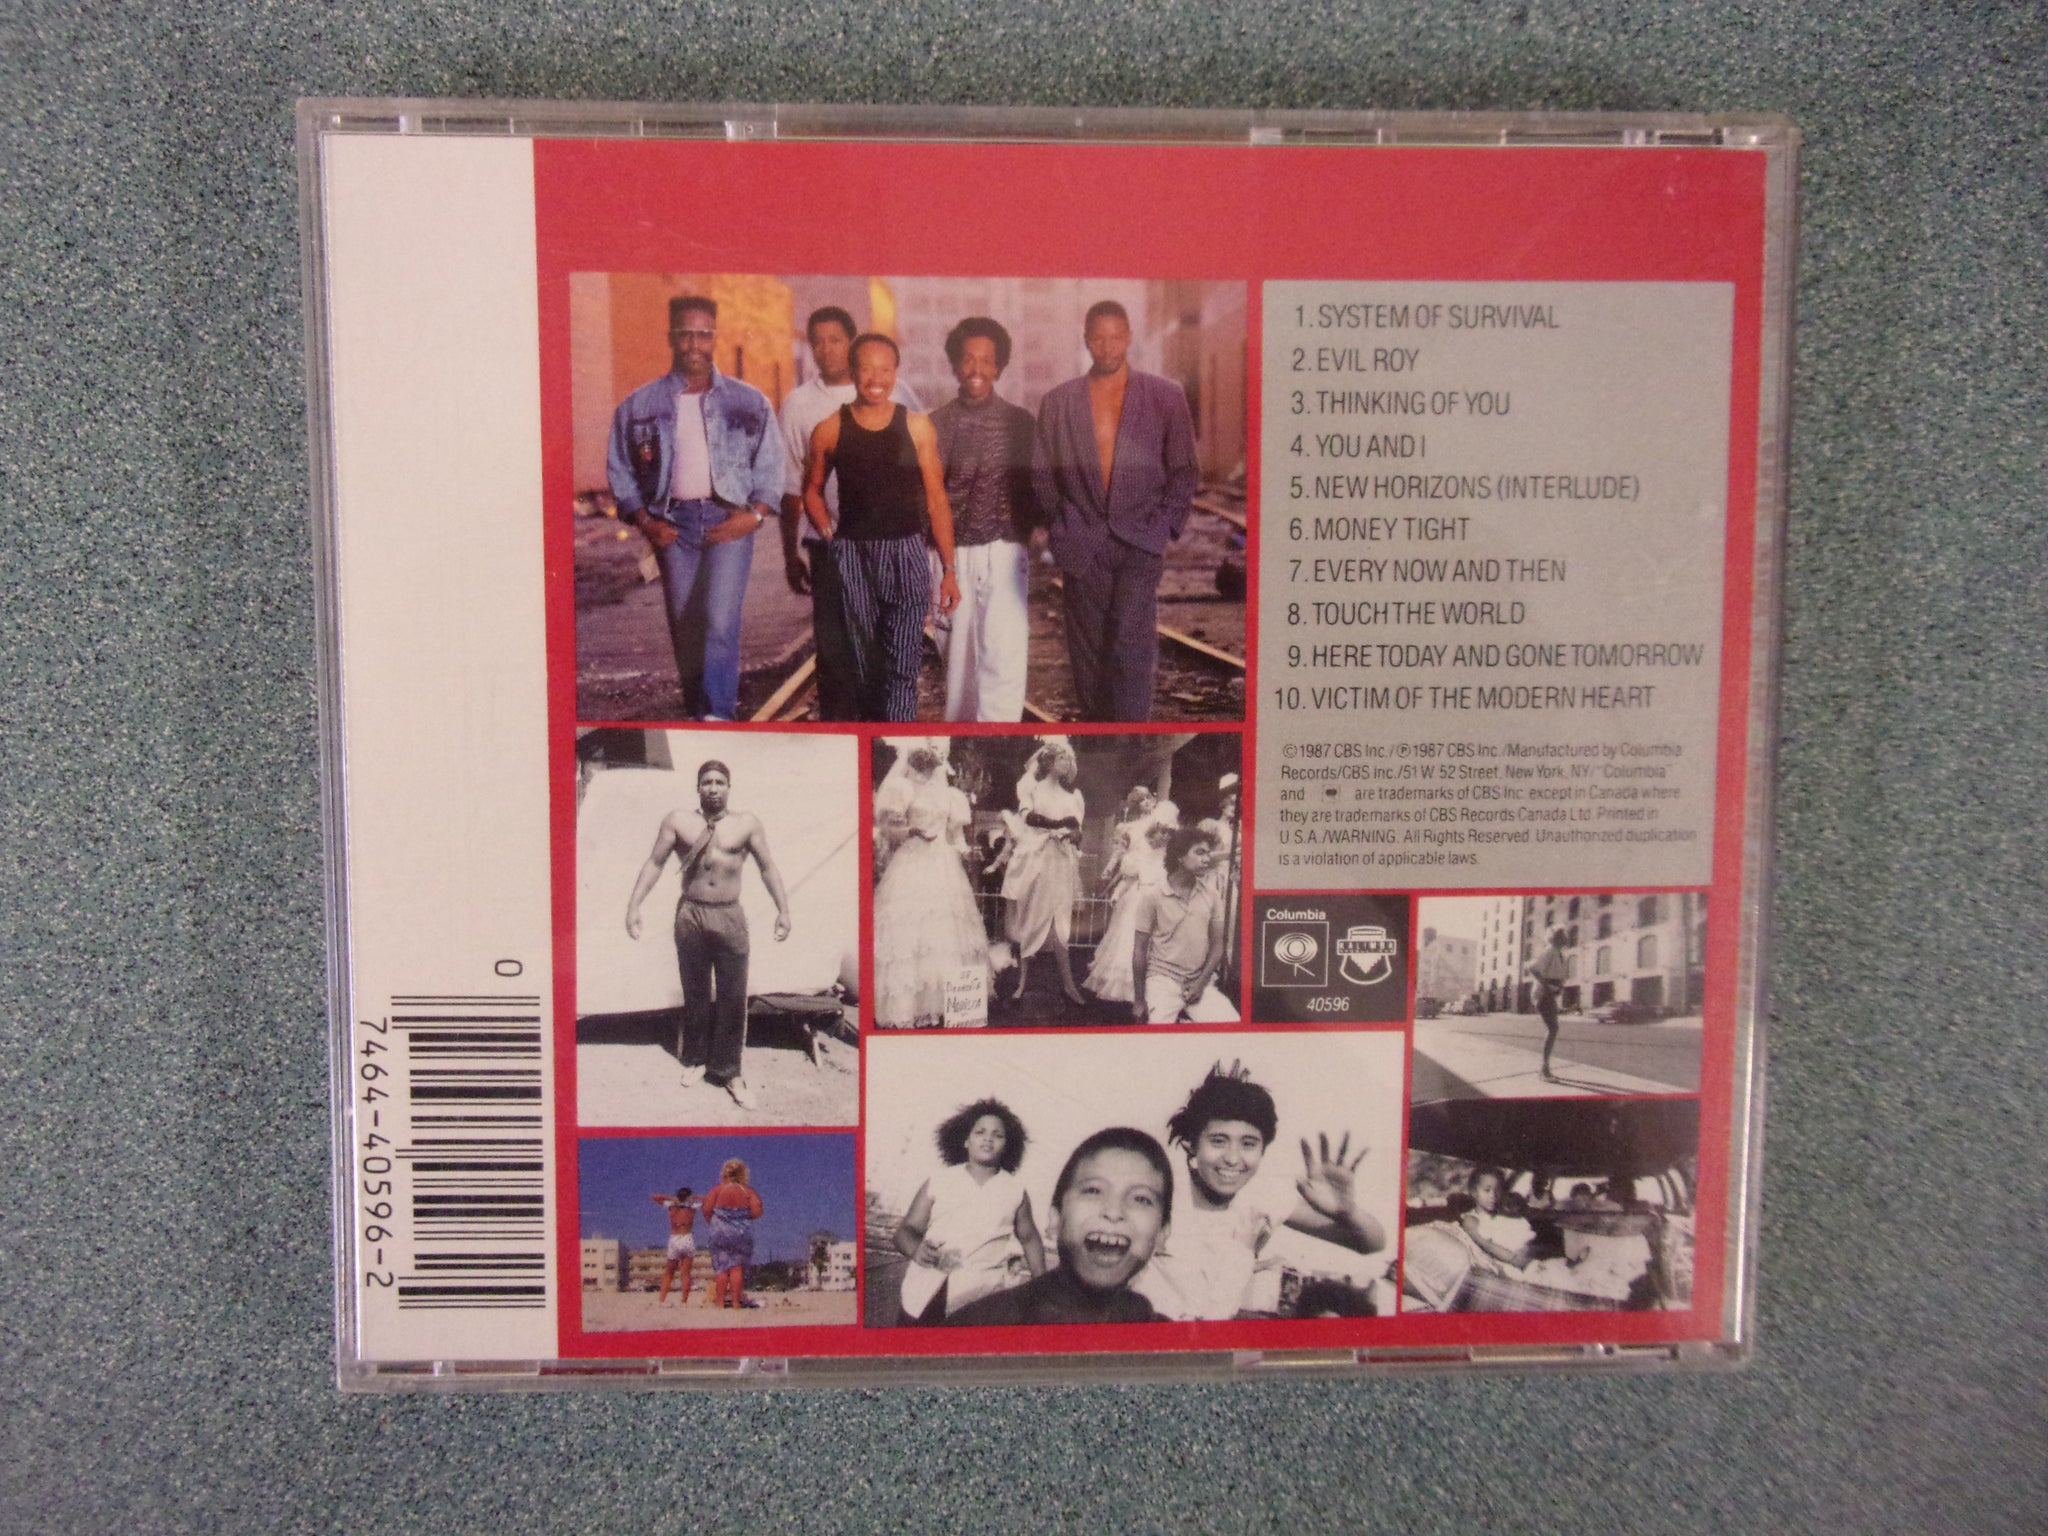 1. SYSTEM OF SURVIVAL
2. EVIL ROY
3. THINKING OF YOU
4. YOU AND I
5. NEW HORIZONS (INTERLUDE)
6. MONEY TIGHT
7. EVERY NOW AND THEN
8. TOUCH THE WORLD
9. HERE TODAY AND GONE TOMORROW
10. VICTIM OF THE MODERN HEART
©1987 CBS Inc./℗1987 CBS Inc./Manufactured by Columbia
Records/CBS Inc./51 W. 52 Street, New York, NY/"Columbia"
and are trademarks of CBS Inc. except in Canada where
they are trademarks of CBS Records Canada Ltd. Printed in
U.S.A./WARNING: All Rights Reserved. Unauthorized duplication
is a violation of applicable laws.
Columbia
KALIMBA
40596
0
7464-40596-2